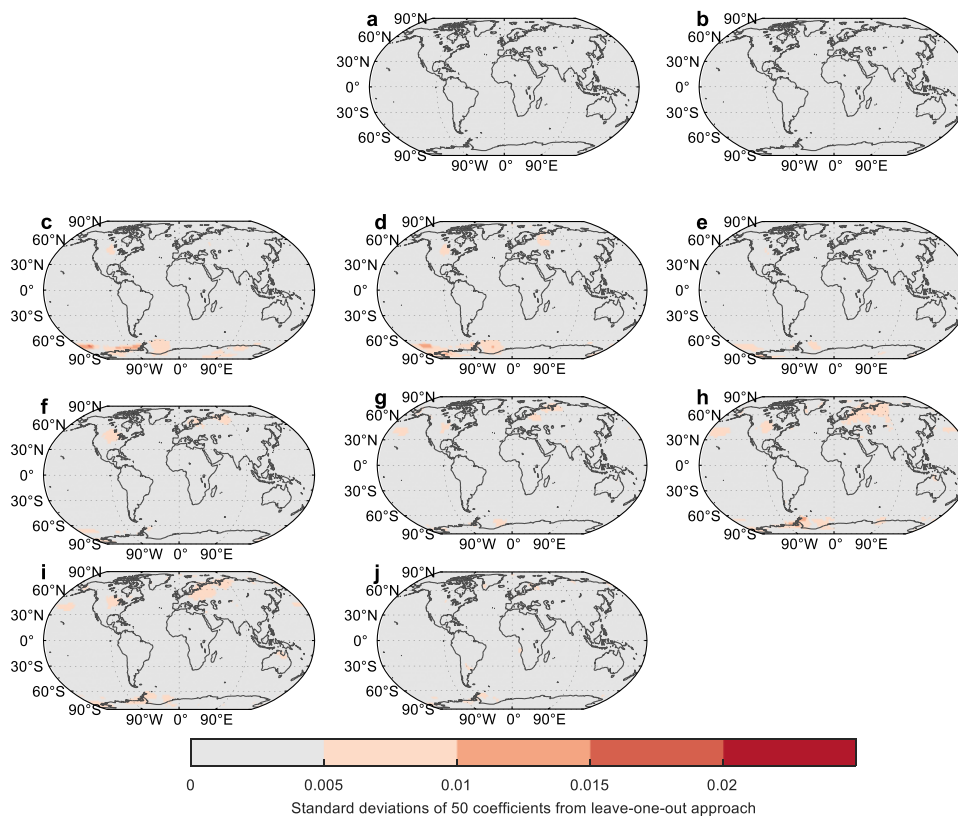 a
90°N
60°N
30°N
0°
30°S
60°S
90°S
90°W 0° 90°E
b
90°N
60°N
30°N
0°
30°S
60°S
90°S
90°W 0° 90°E
c
90°N
60°N
30°N
0°
30°S
60°S
90°S
90°W 0° 90°E
d
90°N
60°N
30°N
0°
30°S
60°S
90°S
90°W 0° 90°E
e
90°N
60°N
30°N
0°
30°S
60°S
90°S
90°W 0° 90°E
f
90°N
60°N
30°N
0°
30°S
60°S
90°S
90°W 0° 90°E
g
90°N
60°N
30°N
0°
30°S
60°S
90°S
90°W 0° 90°E
h
90°N
60°N
30°N
0°
30°S
60°S
90°S
90°W 0° 90°E
i
90°N
60°N
30°N
0°
30°S
60°S
90°S
90°W 0° 90°E
j
90°N
60°N
30°N
0°
30°S
60°S
90°S
90°W 0° 90°E
0 0.005 0.01 0.015 0.02
Standard deviations of 50 coefficients from leave-one-out approach